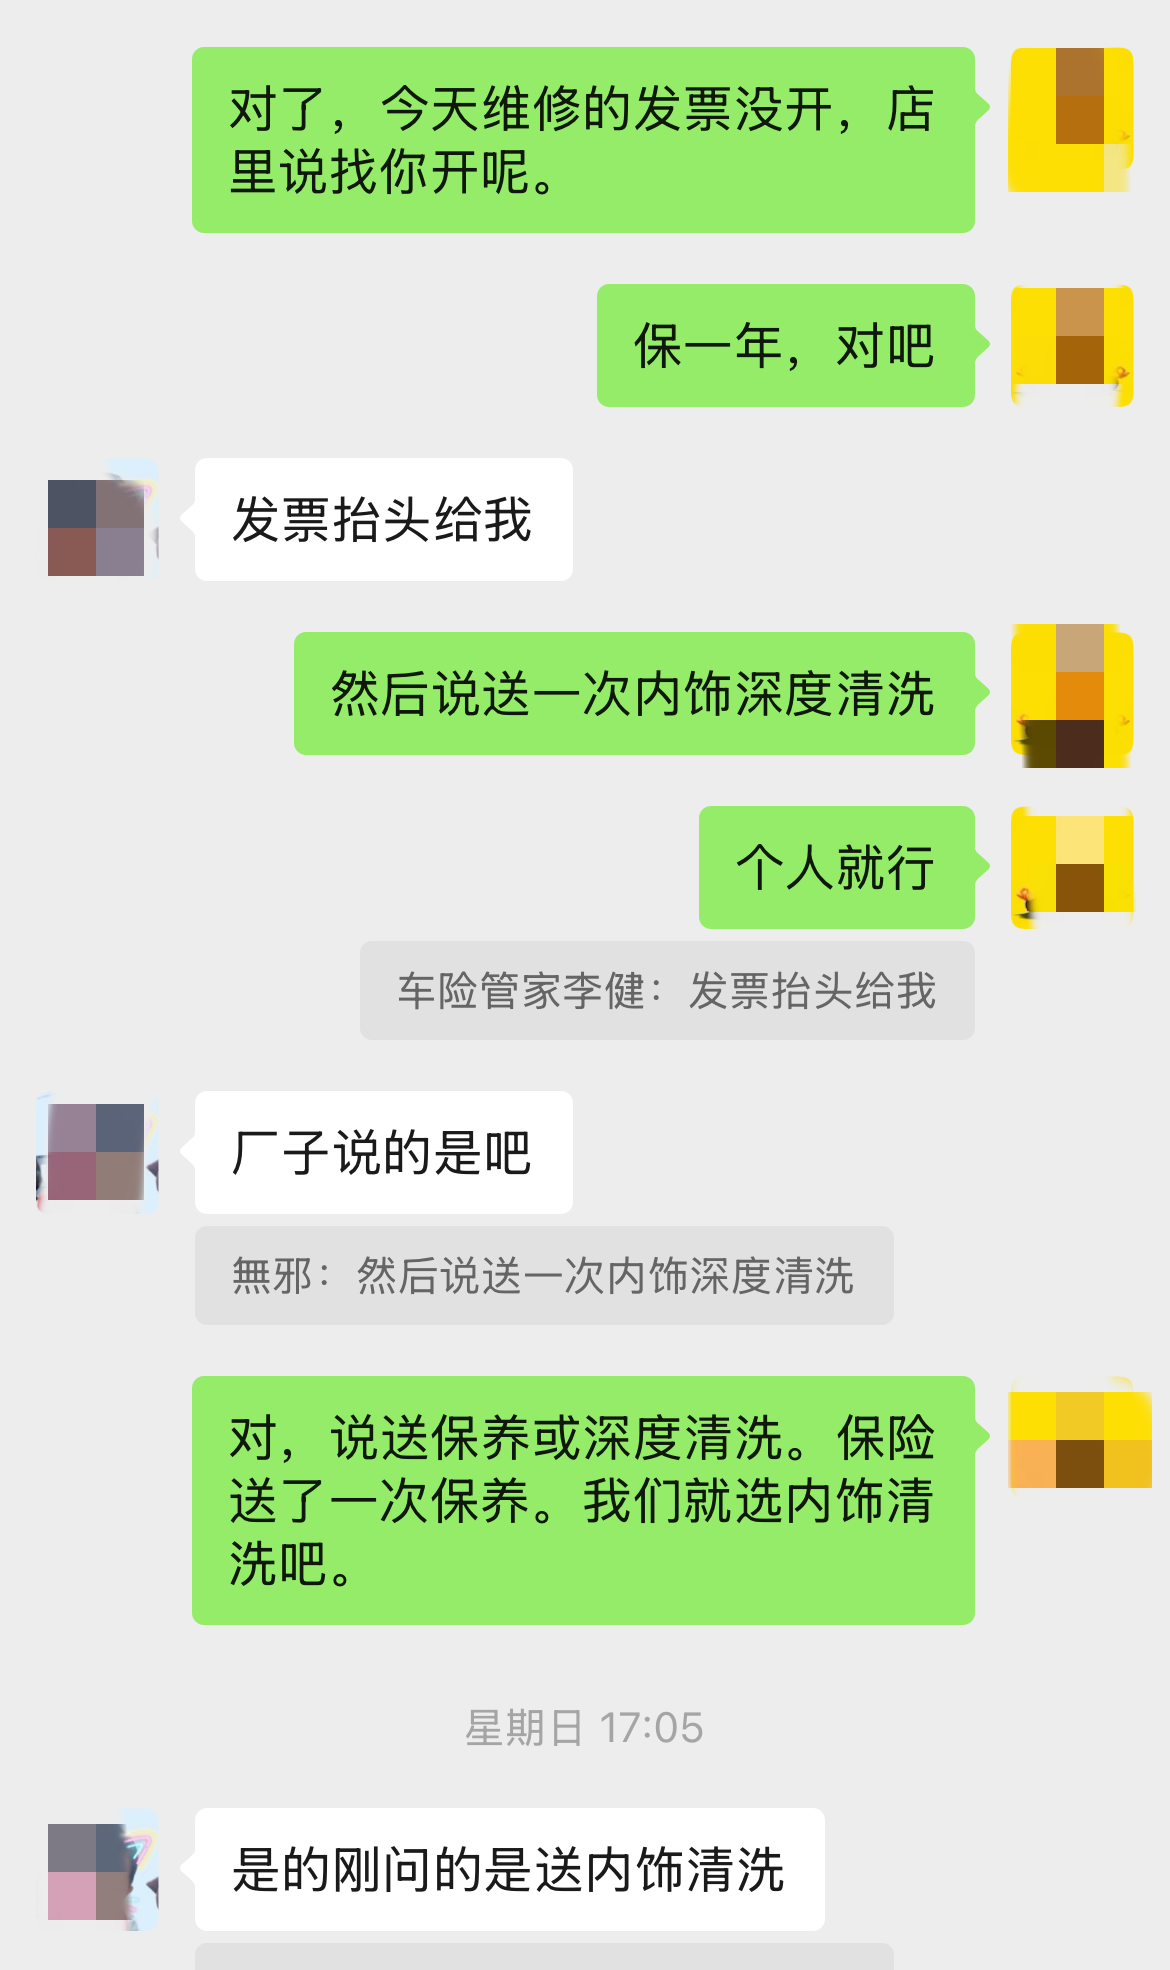 对了，今天维修的发票没开，店
里说找你开呢。
保一年，对吧
发票抬头给我
然后说送一次内饰深度清洗
个人就行
车险管家李健：发票抬头给我
厂子说的是吧
無邪：然后说送一次内饰深度清洗
对，说送保养或深度清洗。保险
送了一次保养。我们就选内饰清
洗吧。
星期日 17:05
是的刚问的是送内饰清洗